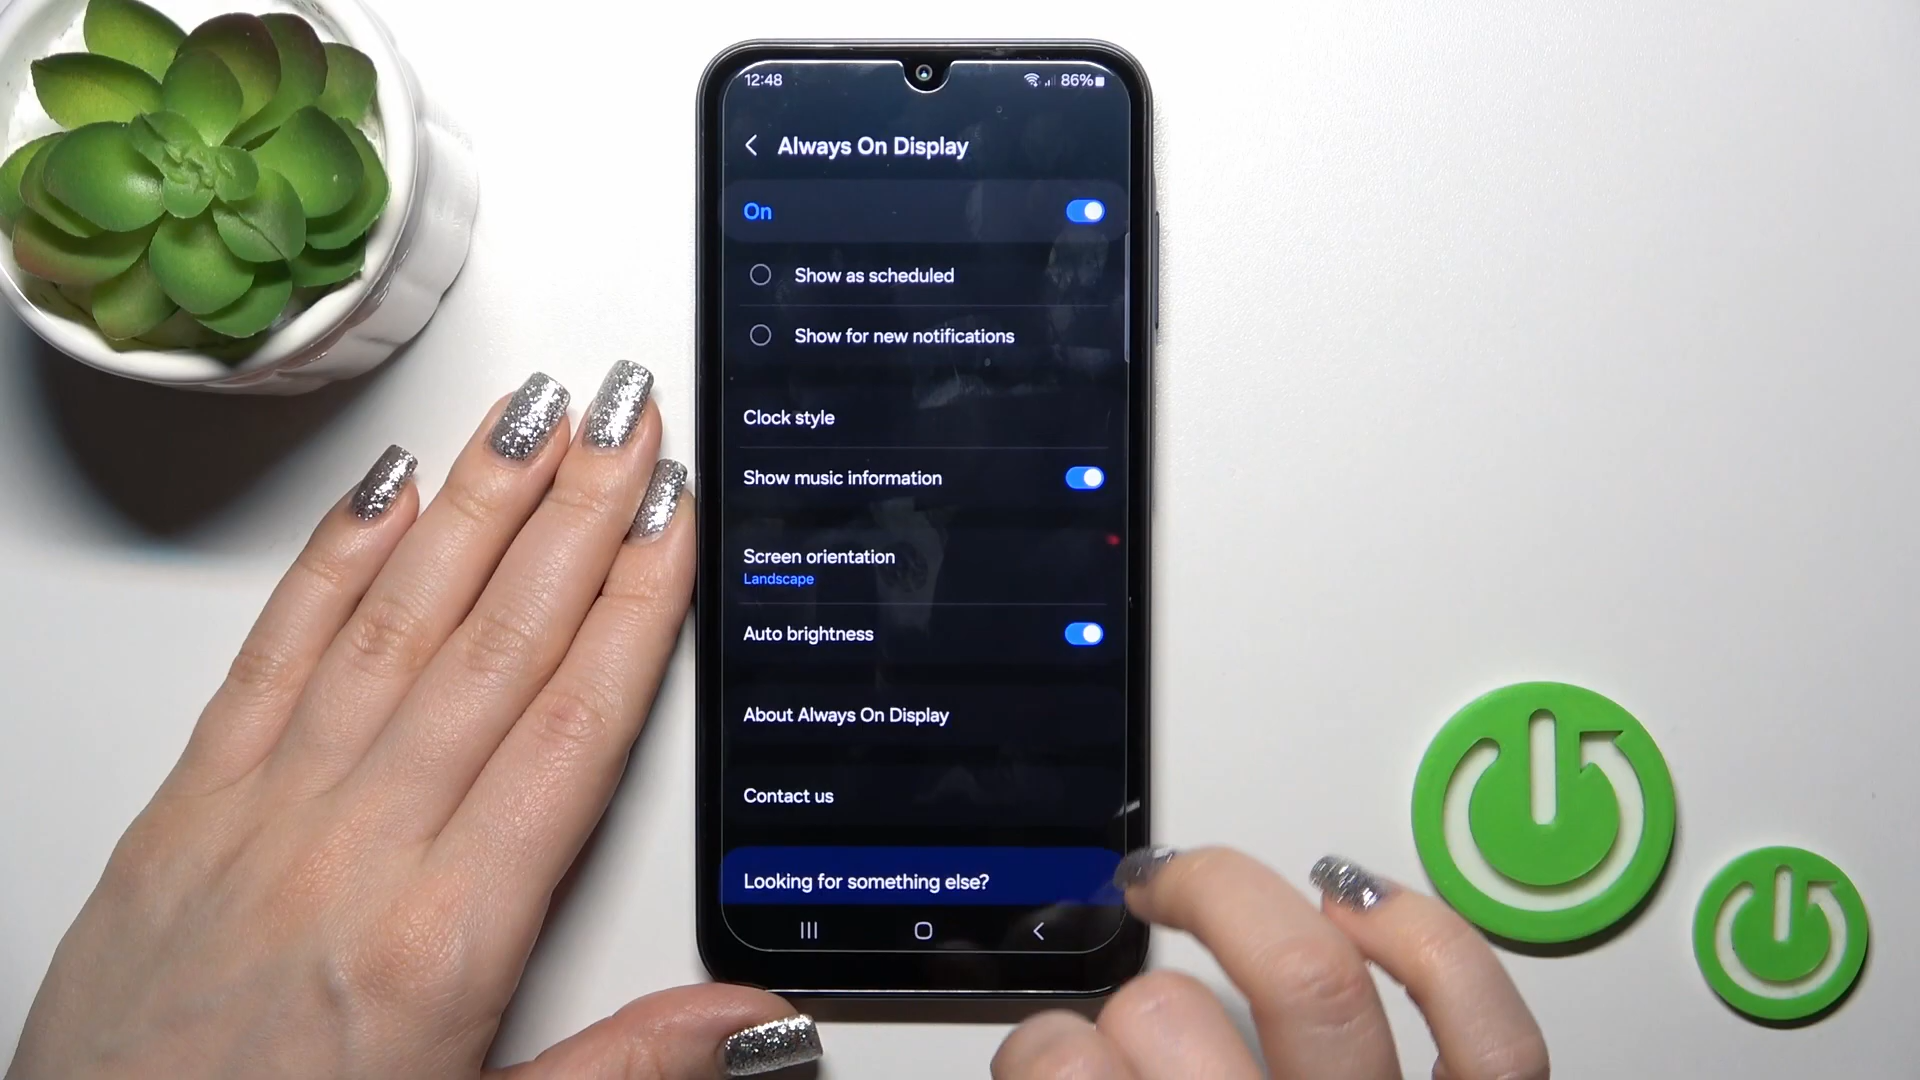 12:48
86%
Always On Display
On
Show as scheduled
Show for new notifications
Clock style
Show music information
Screen orientation
Landscape
Auto brightness
About Always On Display
Contact us
Looking for something else?